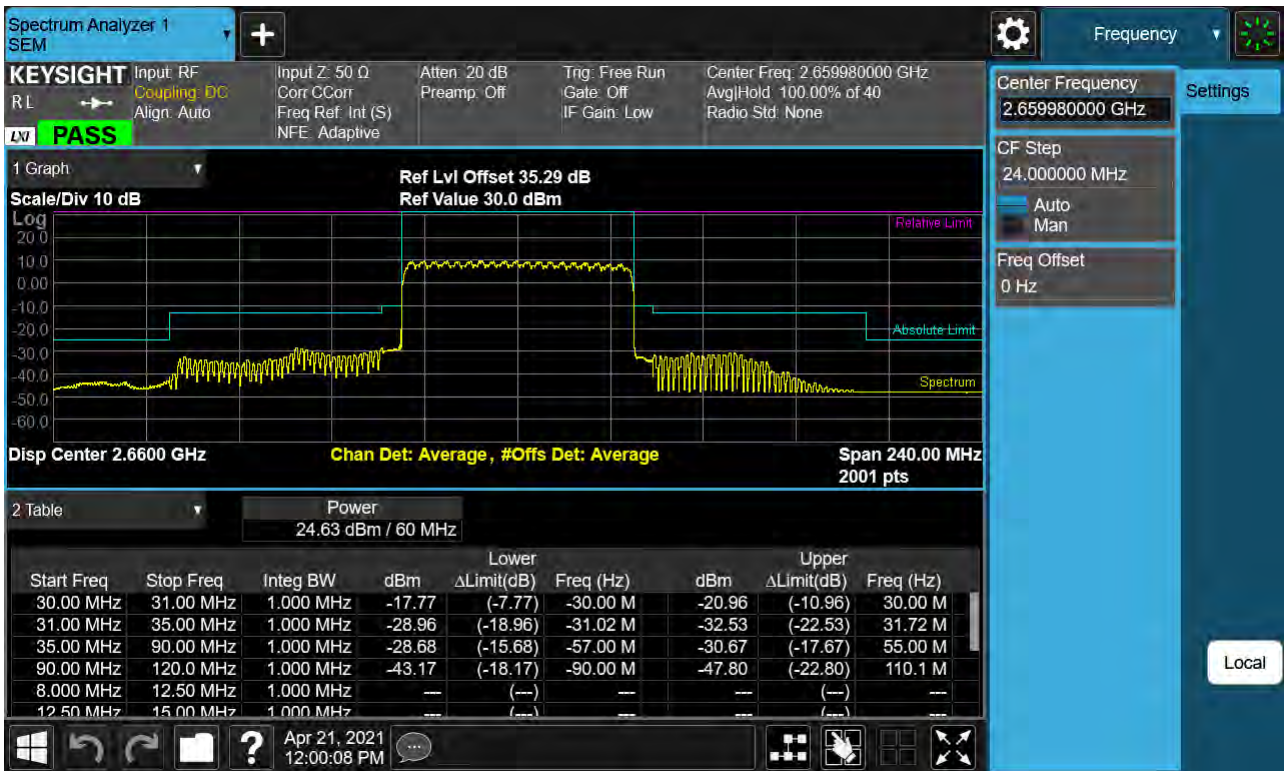 Spectrum Analyzer 1
SEM
Frequency
KEYSIGHT
RL
LXI
PASS
Input: RF
Coupling: DC
Align: Auto
Input Z: 50 Ω
Corr CCorr
Freq Ref: Int (S)
NFE: Adaptive
Atten: 20 dB
Preamp: Off
Trig: Free Run
Gate: Off
IF Gain: Low
Center Freq: 2.659980000 GHz
Avg|Hold: 100.00% of 40
Radio Std: None
Center Frequency
2.659980000 GHz
Settings
CF Step
24.000000 MHz
Auto
Man
Freq Offset
0 Hz
Local
1 Graph
Scale/Div 10 dB
Ref Lvl Offset 35.29 dB
Ref Value 30.0 dBm
Log
20.0
10.0
0.00
-10.0
-20.0
-30.0
-40.0
-50.0
-60.0
Relative Limit
Absolute Limit
Spectrum
Disp Center 2.6600 GHz
Chan Det: Average, #Offs Det: Average
Span 240.00 MHz
2001 pts
2 Table
Power
24.63 dBm / 60 MHz
Lower Upper
Start Freq Stop Freq Integ BW dBm ΔLimit(dB) Freq (Hz) dBm ΔLimit(dB) Freq (Hz)
30.00 MHz 31.00 MHz 1.000 MHz -17.77 (-7.77) -30.00 M -20.96 (-10.96) 30.00 M
31.00 MHz 35.00 MHz 1.000 MHz -28.96 (-18.96) -31.02 M -32.53 (-22.53) 31.72 M
35.00 MHz 90.00 MHz 1.000 MHz -28.68 (-15.68) -57.00 M -30.67 (-17.67) 55.00 M
90.00 MHz 120.0 MHz 1.000 MHz -43.17 (-18.17) -90.00 M -47.80 (-22.80) 110.1 M
8.000 MHz 12.50 MHz 1.000 MHz --- (---) --- --- (---) ---
12.50 MHz 15.00 MHz 1.000 MHz --- (---) --- --- (---) ---
?
Apr 21, 2021
12:00:08 PM